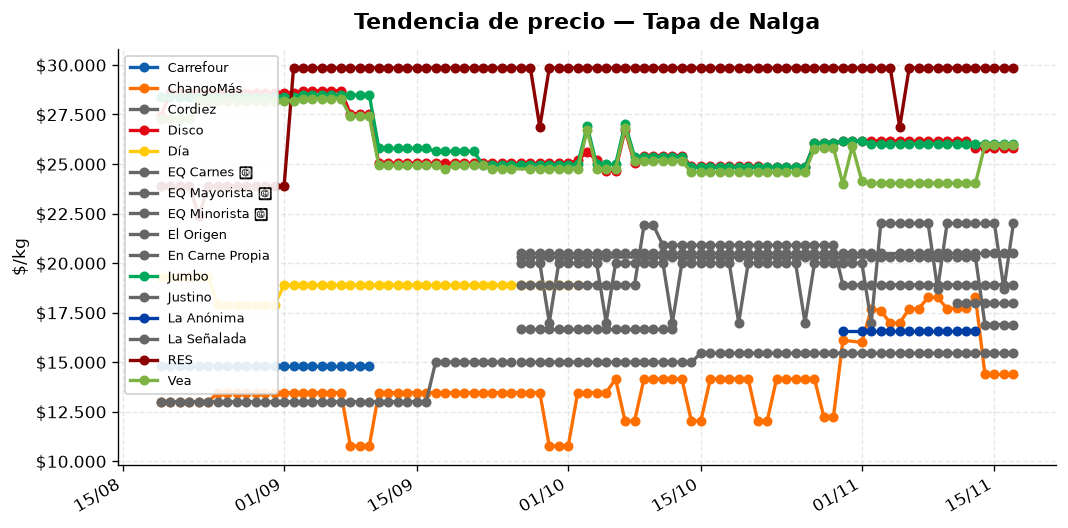 Tendencia de precio — Tapa de Nalga
$/kg
$30.000
$27.500
$25.000
$22.500
$20.000
$17.500
$15.000
$12.500
$10.000
Carrefour
ChangoMás
Cordiez
Disco
Día
EQ Carnes
EQ Mayorista
EQ Minorista
El Origen
En Carne Propia
Jumbo
Justino
La Anónima
La Señalada
RES
Vea
15/08
01/09
15/09
01/10
15/10
01/11
15/11